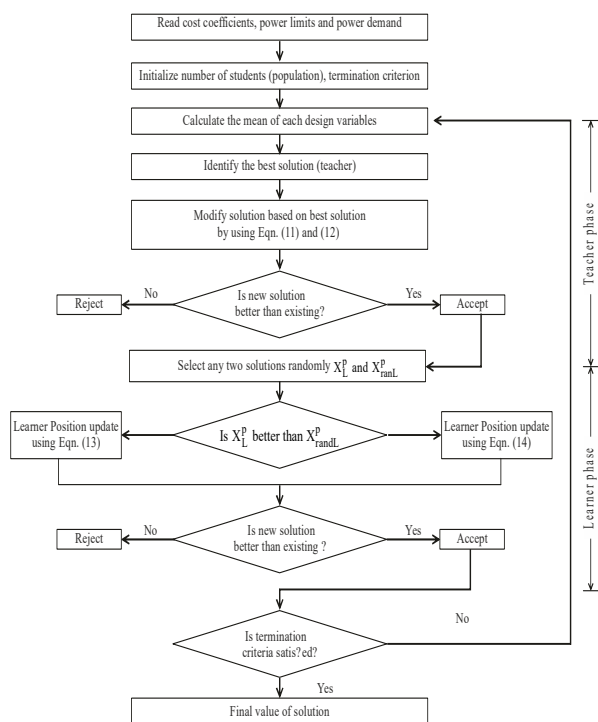 Read cost coefficients, power limits and power demand
Initialize number of students (population), termination criterion
Calculate the mean of each design variables
Identify the best solution (teacher)
Modify solution based on best solution
by using Eqn. (11) and (12)
Is new solution
better than existing?
No
Yes
Reject
Accept
Teacher phase
Select any two solutions randomly X_L^p and X_ranL^p
Is X_L^p better than X_randL^p
Learner Position update
using Eqn. (13)
Learner Position update
using Eqn. (14)
Is new solution
better than existing ?
No
Yes
Reject
Accept
Learner phase
Is termination
criteria satis?ed?
No
Yes
Final value of solution